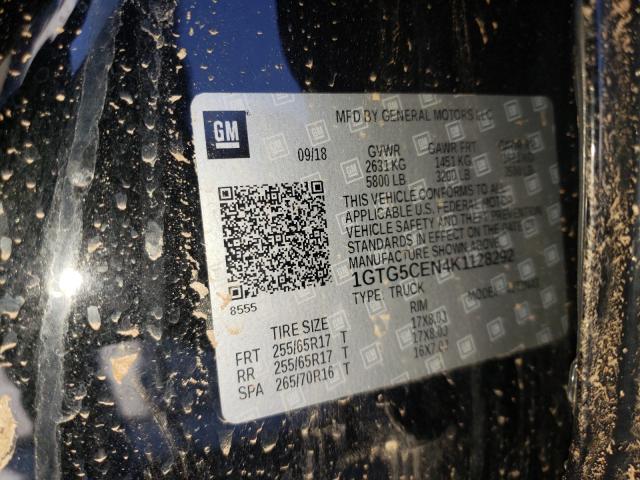 GM
MFD BY GENERAL MOTORS LLC
09/18
GVWR GAWR FRT
2631 KG 1451 KG
5800 LB 3200 LB
THIS VEHICLE CONFORMS TO ALL
APPLICABLE U.S. FEDERAL MOTOR
VEHICLE SAFETY AND THEFT PREVENTION
STANDARDS IN EFFECT ON THE DATE OF
MANUFACTURE SHOWN ABOVE.
1GTG5CEN4K1128292
TYPE: TRUCK MODEL:
8555
TIRE SIZE RIM
FRT 255/65R17 T 17X8.0J
RR 255/65R17 T 17X8.0J
SPA 265/70R16 T 16X7.0J